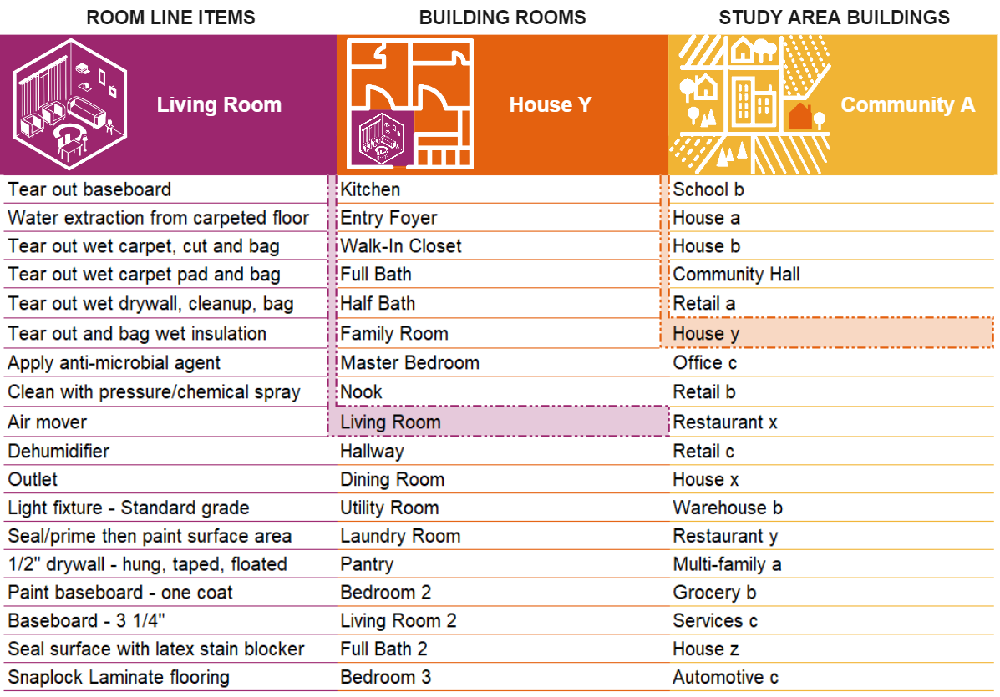 ROOM LINE ITEMS
BUILDING ROOMS
STUDY AREA BUILDINGS
Living Room
House Y
Community A
Tear out baseboard
Kitchen
School b
Water extraction from carpeted floor
Entry Foyer
House a
Tear out wet carpet, cut and bag
Walk-In Closet
House b
Tear out wet carpet pad and bag
Full Bath
Community Hall
Tear out wet drywall, cleanup, bag
Half Bath
Retail a
Tear out and bag wet insulation
Family Room
House y
Apply anti-microbial agent
Master Bedroom
Office c
Clean with pressure/chemical spray
Nook
Retail b
Air mover
Living Room
Restaurant x
Dehumidifier
Hallway
Retail c
Outlet
Dining Room
House x
Light fixture - Standard grade
Utility Room
Warehouse b
Seal/prime then paint surface area
Laundry Room
Restaurant y
1/2" drywall - hung, taped, floated
Pantry
Multi-family a
Paint baseboard - one coat
Bedroom 2
Grocery b
Baseboard - 3 1/4"
Living Room 2
Services c
Seal surface with latex stain blocker
Full Bath 2
House z
Snaplock Laminate flooring
Bedroom 3
Automotive c